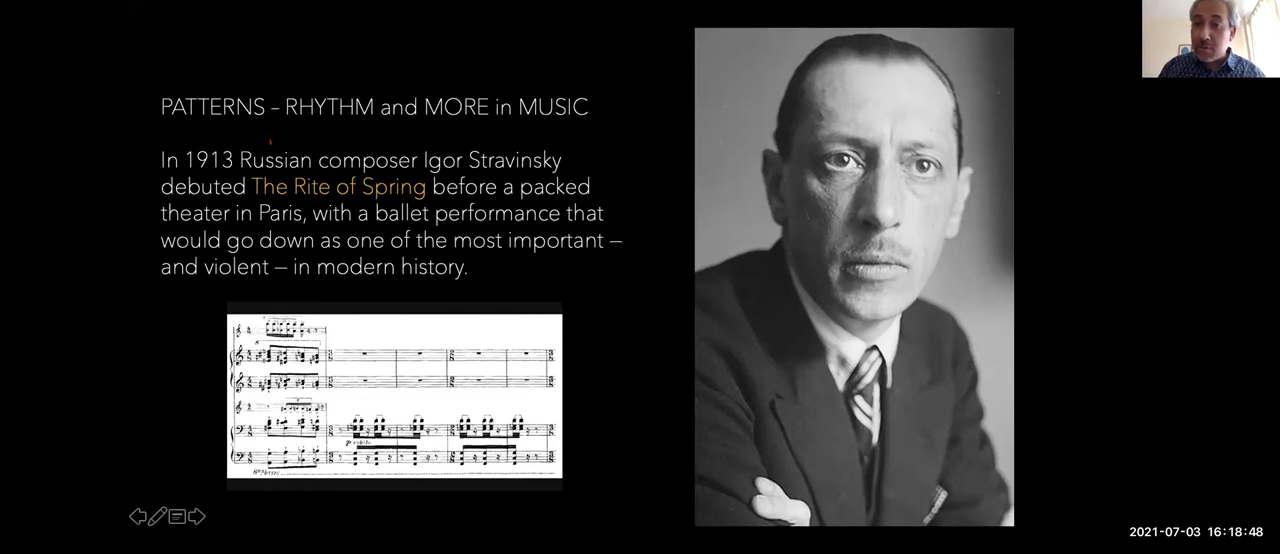 PATTERNS – RHYTHM and MORE in MUSIC
In 1913 Russian composer Igor Stravinsky
debuted The Rite of Spring before a packed
theater in Paris, with a ballet performance that
would go down as one of the most important –
and violent – in modern history.
2021-07-03 16:18:48